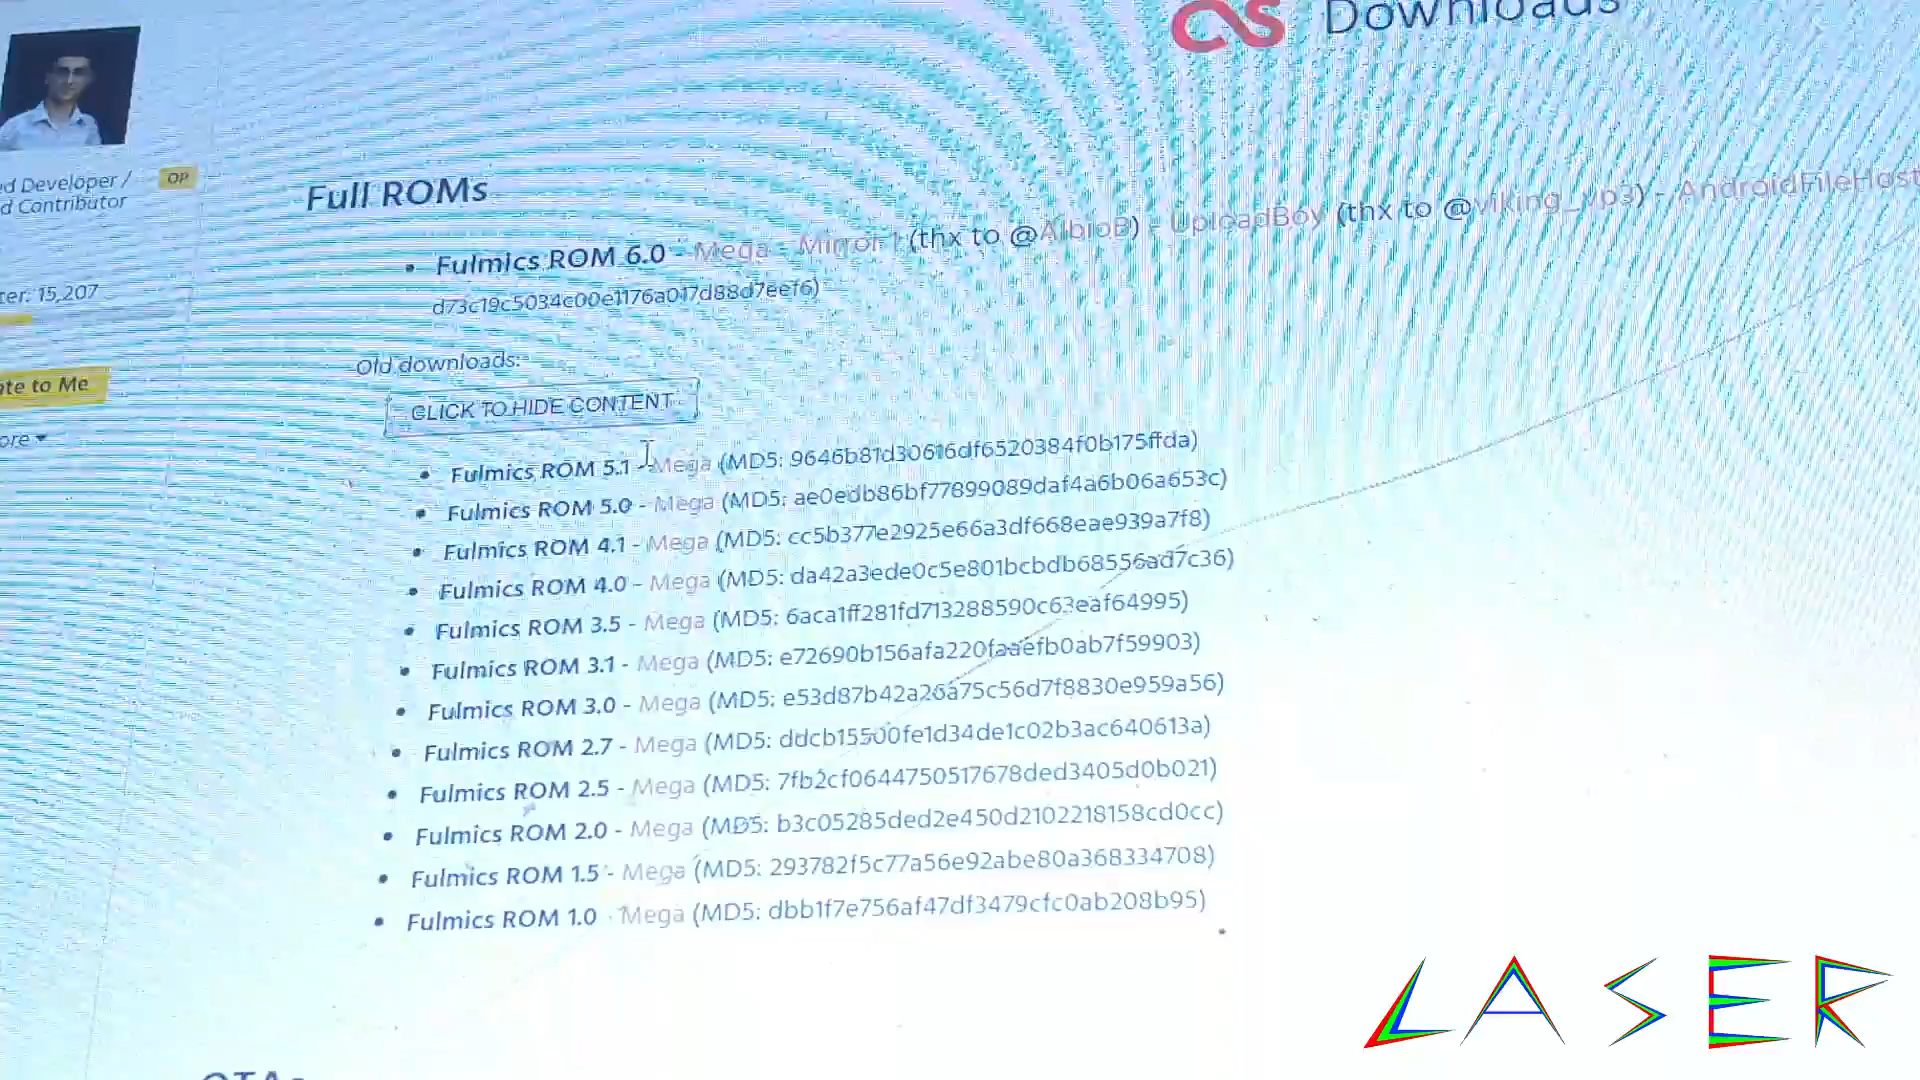 Downloads
ed Developer / OP
d Contributor
Full ROMs
Fulmics ROM 6.0 - Mega - Mirror 1 (thx to @AlbioB) - UploadBoy (thx to @viking_yp3) - AndroidFileHost
d73c19c5034c00e1176a017d88d7eef6)
ter: 15,207
Old downloads:
ate to Me
CLICK TO HIDE CONTENT
ore
Fulmics ROM 5.1 - Mega (MD5: 9646b81d30616df6520384f0b175ffda)
Fulmics ROM 5.0 - Mega (MD5: ae0edb86bf77899089daf4a6b06a653c)
Fulmics ROM 4.1 - Mega (MD5: cc5b377e2925e66a3df668eae939a7f8)
Fulmics ROM 4.0 - Mega (MD5: da42a3ede0c5e801bcbdb68556ad7c36)
Fulmics ROM 3.5 - Mega (MD5: 6aca1ff281fd713288590c63eaf64995)
Fulmics ROM 3.1 - Mega (MD5: e72690b156afa220faaefb0ab7f59903)
Fulmics ROM 3.0 - Mega (MD5: e53d87b42a26a75c56d7f8830e959a56)
Fulmics ROM 2.7 - Mega (MD5: ddcb15500fe1d34de1c02b3ac640613a)
Fulmics ROM 2.5 - Mega (MD5: 7fb2cf0644750517678ded3405d0b021)
Fulmics ROM 2.0 - Mega (MD5: b3c05285ded2e450d2102218158cd0cc)
Fulmics ROM 1.5 - Mega (MD5: 293782f5c77a56e92abe80a368334708)
Fulmics ROM 1.0 - Mega (MD5: dbb1f7e756af47df3479cfc0ab208b95)
LASER